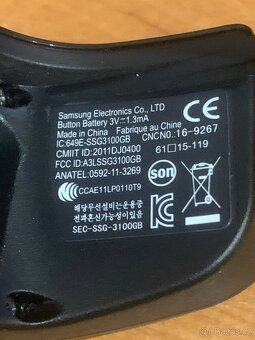 Samsung Electronics Co., LTD
Button Battery 3V⎓1.3mA
Made in China Fabrique au Chine
IC:649E-SSG3100GB CNCNO.:16-9267
CMIIT ID:2011DJ0400 61□15-119
FCC ID:A3LSSG3100GB
ANATEL:0592-11-3269
CCAE11LP0110T9
son
해당무선설비는운용중
전파혼신가능성이있음
SEC-SSG-3100GB